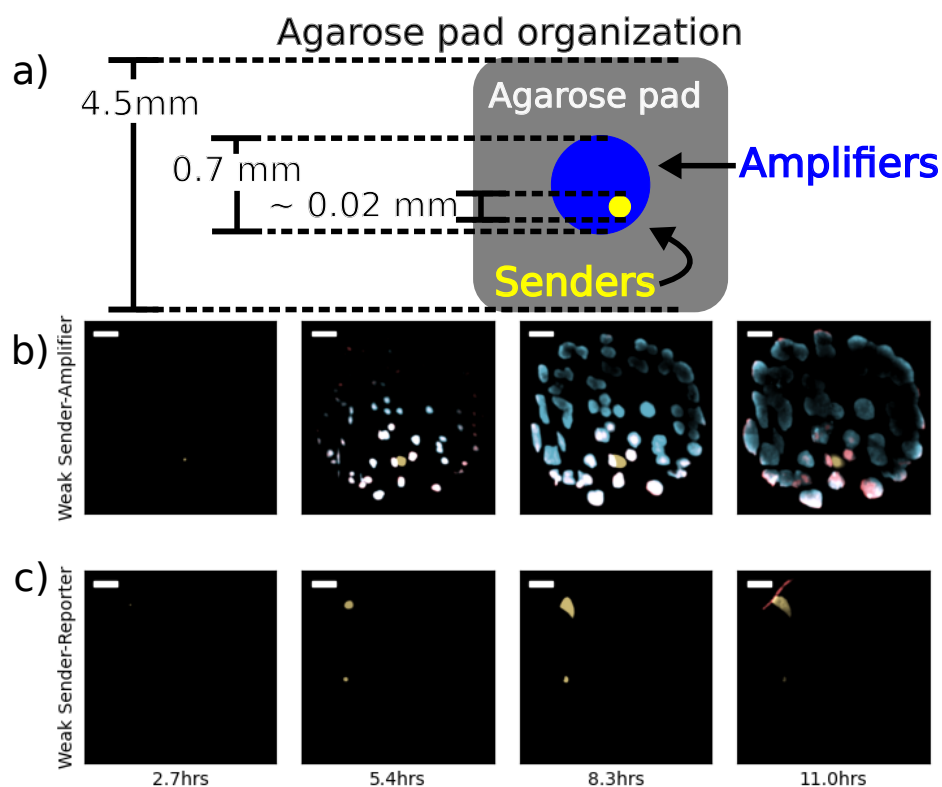 Agarose pad organization
a)
Agarose pad
4.5mm
Amplifiers
0.7 mm
~ 0.02 mm
Senders
b)
Weak Sender-Amplifier
c)
Weak Sender-Reporter
2.7hrs
5.4hrs
8.3hrs
11.0hrs